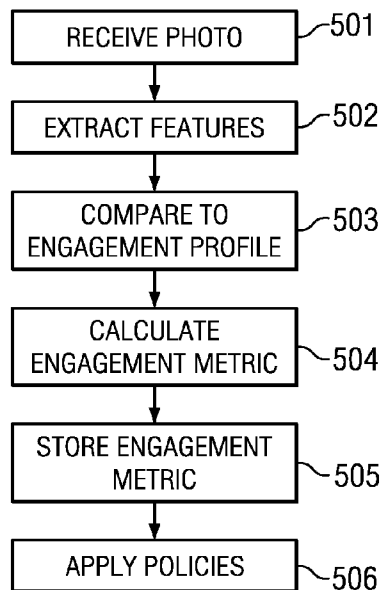 RECEIVE PHOTO
501
EXTRACT FEATURES
502
COMPARE TO
ENGAGEMENT PROFILE
503
CALCULATE
ENGAGEMENT METRIC
504
STORE ENGAGEMENT
METRIC
505
APPLY POLICIES
506